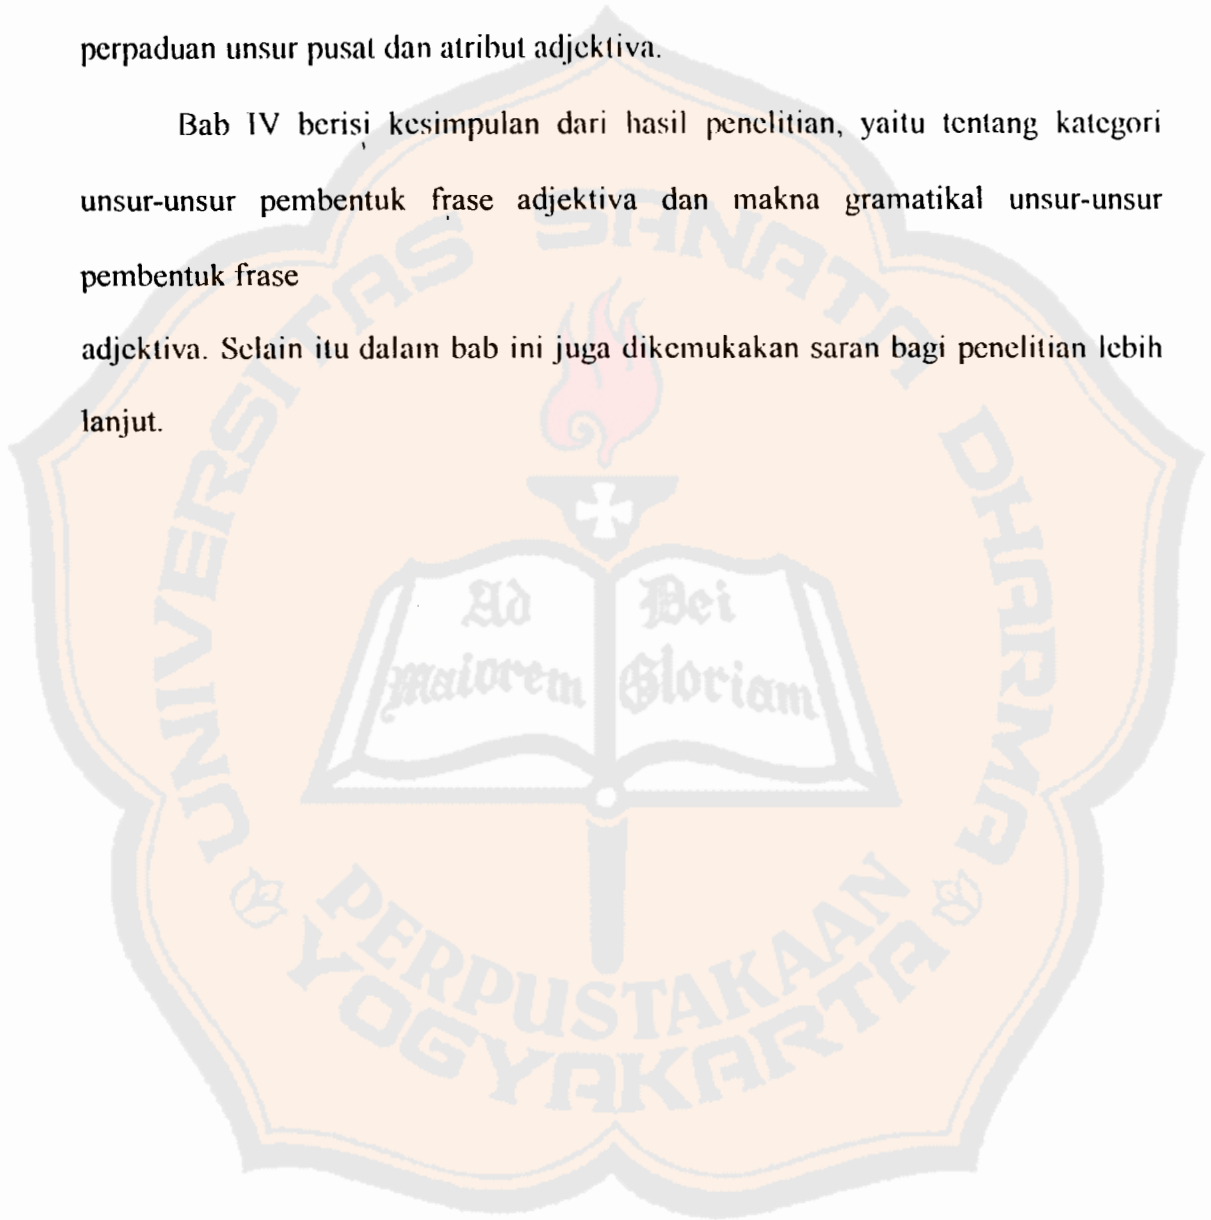 perpaduan unsur pusat dan atribut adjektiva.
Bab IV berisi kesimpulan dari hasil penelitian, yaitu tentang kategori
unsur-unsur pembentuk frase adjektiva dan makna gramatikal unsur-unsur
pembentuk frase
adjektiva. Selain itu dalam bab ini juga dikemukakan saran bagi penelitian lebih
lanjut.
UNIVERSITAS SANATA DHARMA
Ad Dei
maiorem Gloriam
PERPUSTAKAAN
YOGYAKARTA